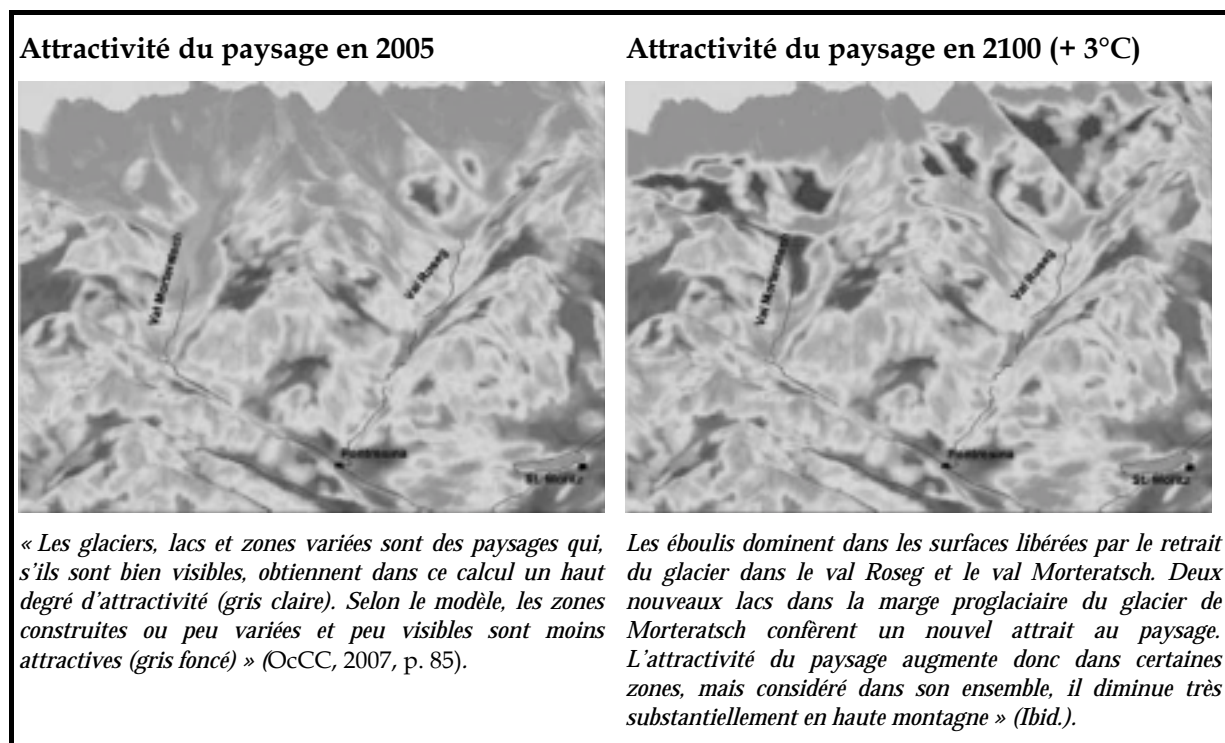 Attractivité du paysage en 2005
Val Morteratsch
Val Roseg
Pontresina
St. Moritz
« Les glaciers, lacs et zones variées sont des paysages qui,
s'ils sont bien visibles, obtiennent dans ce calcul un haut
degré d'attractivité (gris claire). Selon le modèle, les zones
construites ou peu variées et peu visibles sont moins
attractives (gris foncé) » (OcCC, 2007, p. 85).
Attractivité du paysage en 2100 (+ 3°C)
Val Morteratsch
Val Roseg
Pontresina
St. Moritz
Les éboulis dominent dans les surfaces libérées par le retrait
du glacier dans le val Roseg et le val Morteratsch. Deux
nouveaux lacs dans la marge proglaciaire du glacier de
Morteratsch confèrent un nouvel attrait au paysage.
L'attractivité du paysage augmente donc dans certaines
zones, mais considéré dans son ensemble, il diminue très
substantiellement en haute montagne » (Ibid.).